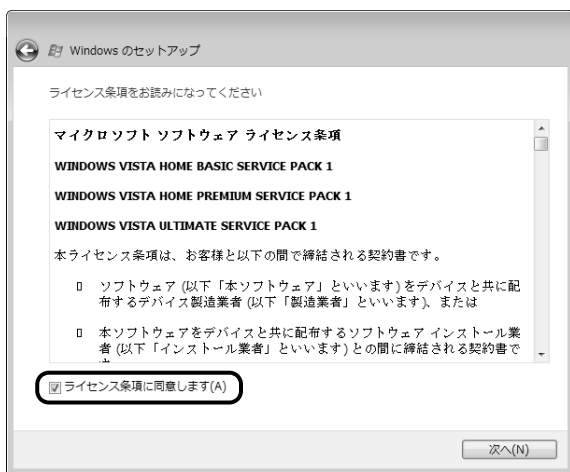 Windows のセットアップ
ライセンス条項をお読みになってください
マイクロソフト ソフトウェア ライセンス条項
WINDOWS VISTA HOME BASIC SERVICE PACK 1
WINDOWS VISTA HOME PREMIUM SERVICE PACK 1
WINDOWS VISTA ULTIMATE SERVICE PACK 1
本ライセンス条項は、お客様と以下の間で締結される契約書です。
ソフトウェア (以下「本ソフトウェア」といいます) をデバイスと共に配
布するデバイス製造業者 (以下「製造業者」といいます)、または
本ソフトウェアをデバイスと共に配布するソフトウェア インストール業
者 (以下「インストール業者」といいます) との間に締結される契約書で
ライセンス条項に同意します(A)
次へ(N)